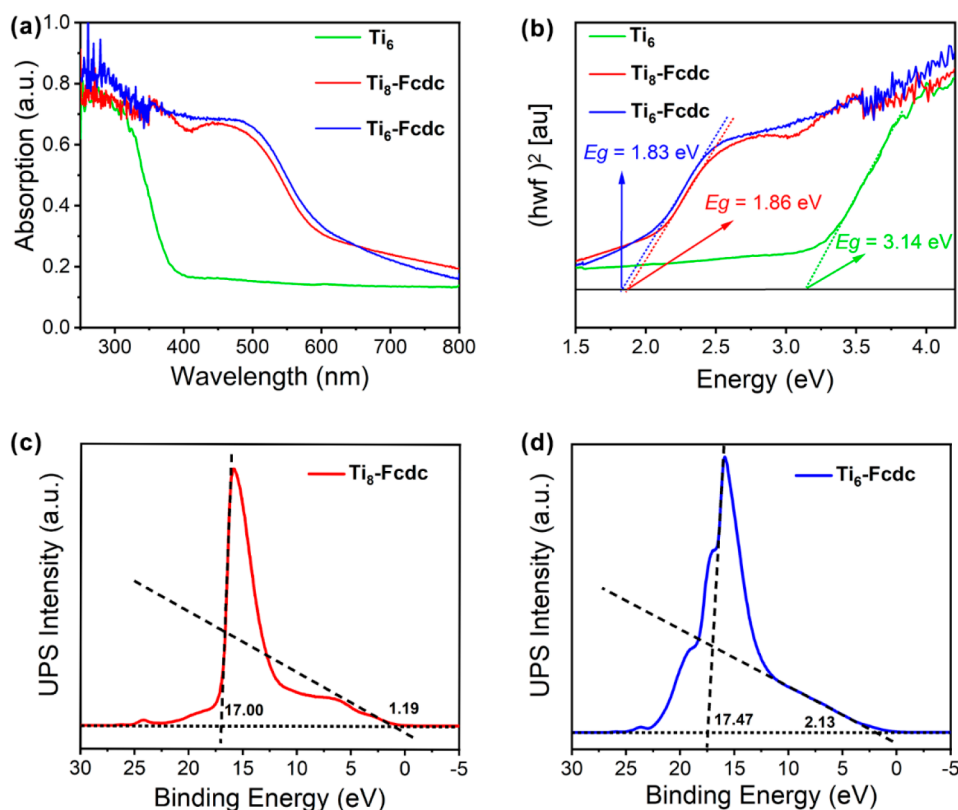 (a)
Ti₆
Ti₈-Fcdc
Ti₆-Fcdc
Absorption (a.u.)
1.0
0.8
0.6
0.4
0.2
0.0
300 400 500 600 700 800
Wavelength (nm)
(b)
Ti₆
Ti₈-Fcdc
Ti₆-Fcdc
(hwf )² [au]
Eg = 1.83 eV
Eg = 1.86 eV
Eg = 3.14 eV
1.5 2.0 2.5 3.0 3.5 4.0
Energy (eV)
(c)
Ti₈-Fcdc
UPS Intensity (a.u.)
17.00
1.19
30 25 20 15 10 5 0 -5
Binding Energy (eV)
(d)
Ti₆-Fcdc
UPS Intensity (a.u.)
17.47
2.13
30 25 20 15 10 5 0 -5
Binding Energy (eV)